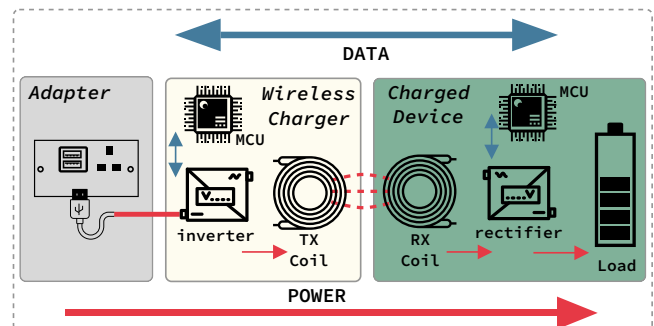 DATA
Adapter
Wireless
Charger
Charged
Device
MCU
MCU
V....
V....
inverter
TX
Coil
RX
Coil
rectifier
Load
POWER